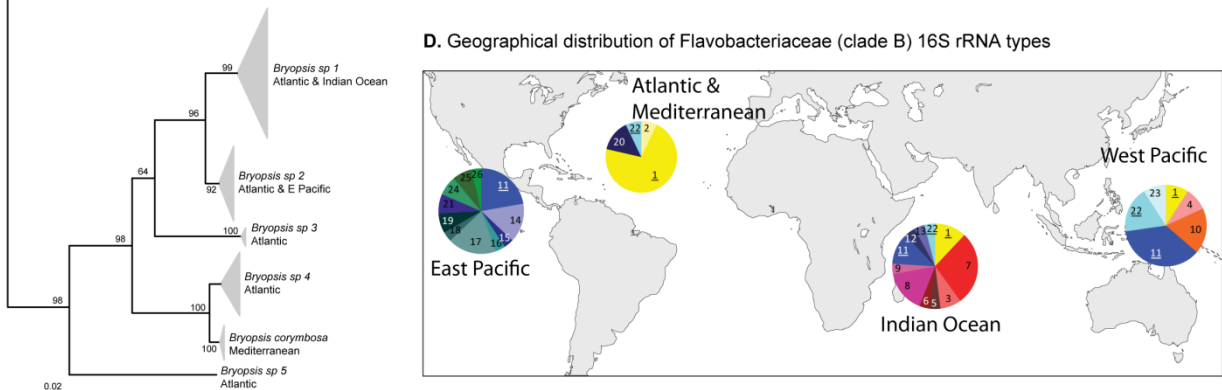 99
Bryopsis sp 1
Atlantic & Indian Ocean
96
Bryopsis sp 2
92
Atlantic & E Pacific
64
Bryopsis sp 3
100
Atlantic
98
Bryopsis sp 4
Atlantic
100
Bryopsis corymbosa
100
Mediterranean
98
Bryopsis sp 5
Atlantic
0.02
D. Geographical distribution of Flavobacteriaceae (clade B) 16S rRNA types
Atlantic &
Mediterranean
22 2
20
1
East Pacific
11
14
15
16
17
18
19
21
24
25
26
Indian Ocean
1
7
3
5
6
8
9
11
12
13
22
West Pacific
1
4
10
11
22
23